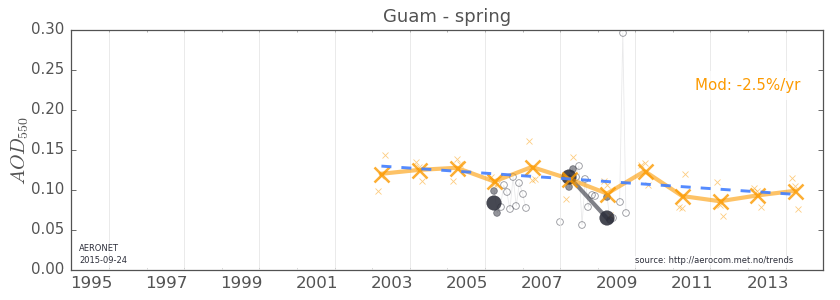 Guam - spring
0.30
0.25
0.20
0.15
0.10
0.05
0.00
AOD550
Mod: -2.5%/yr
AERONET
2015-09-24
source: http://aerocom.met.no/trends
1995 1997 1999 2001 2003 2005 2007 2009 2011 2013